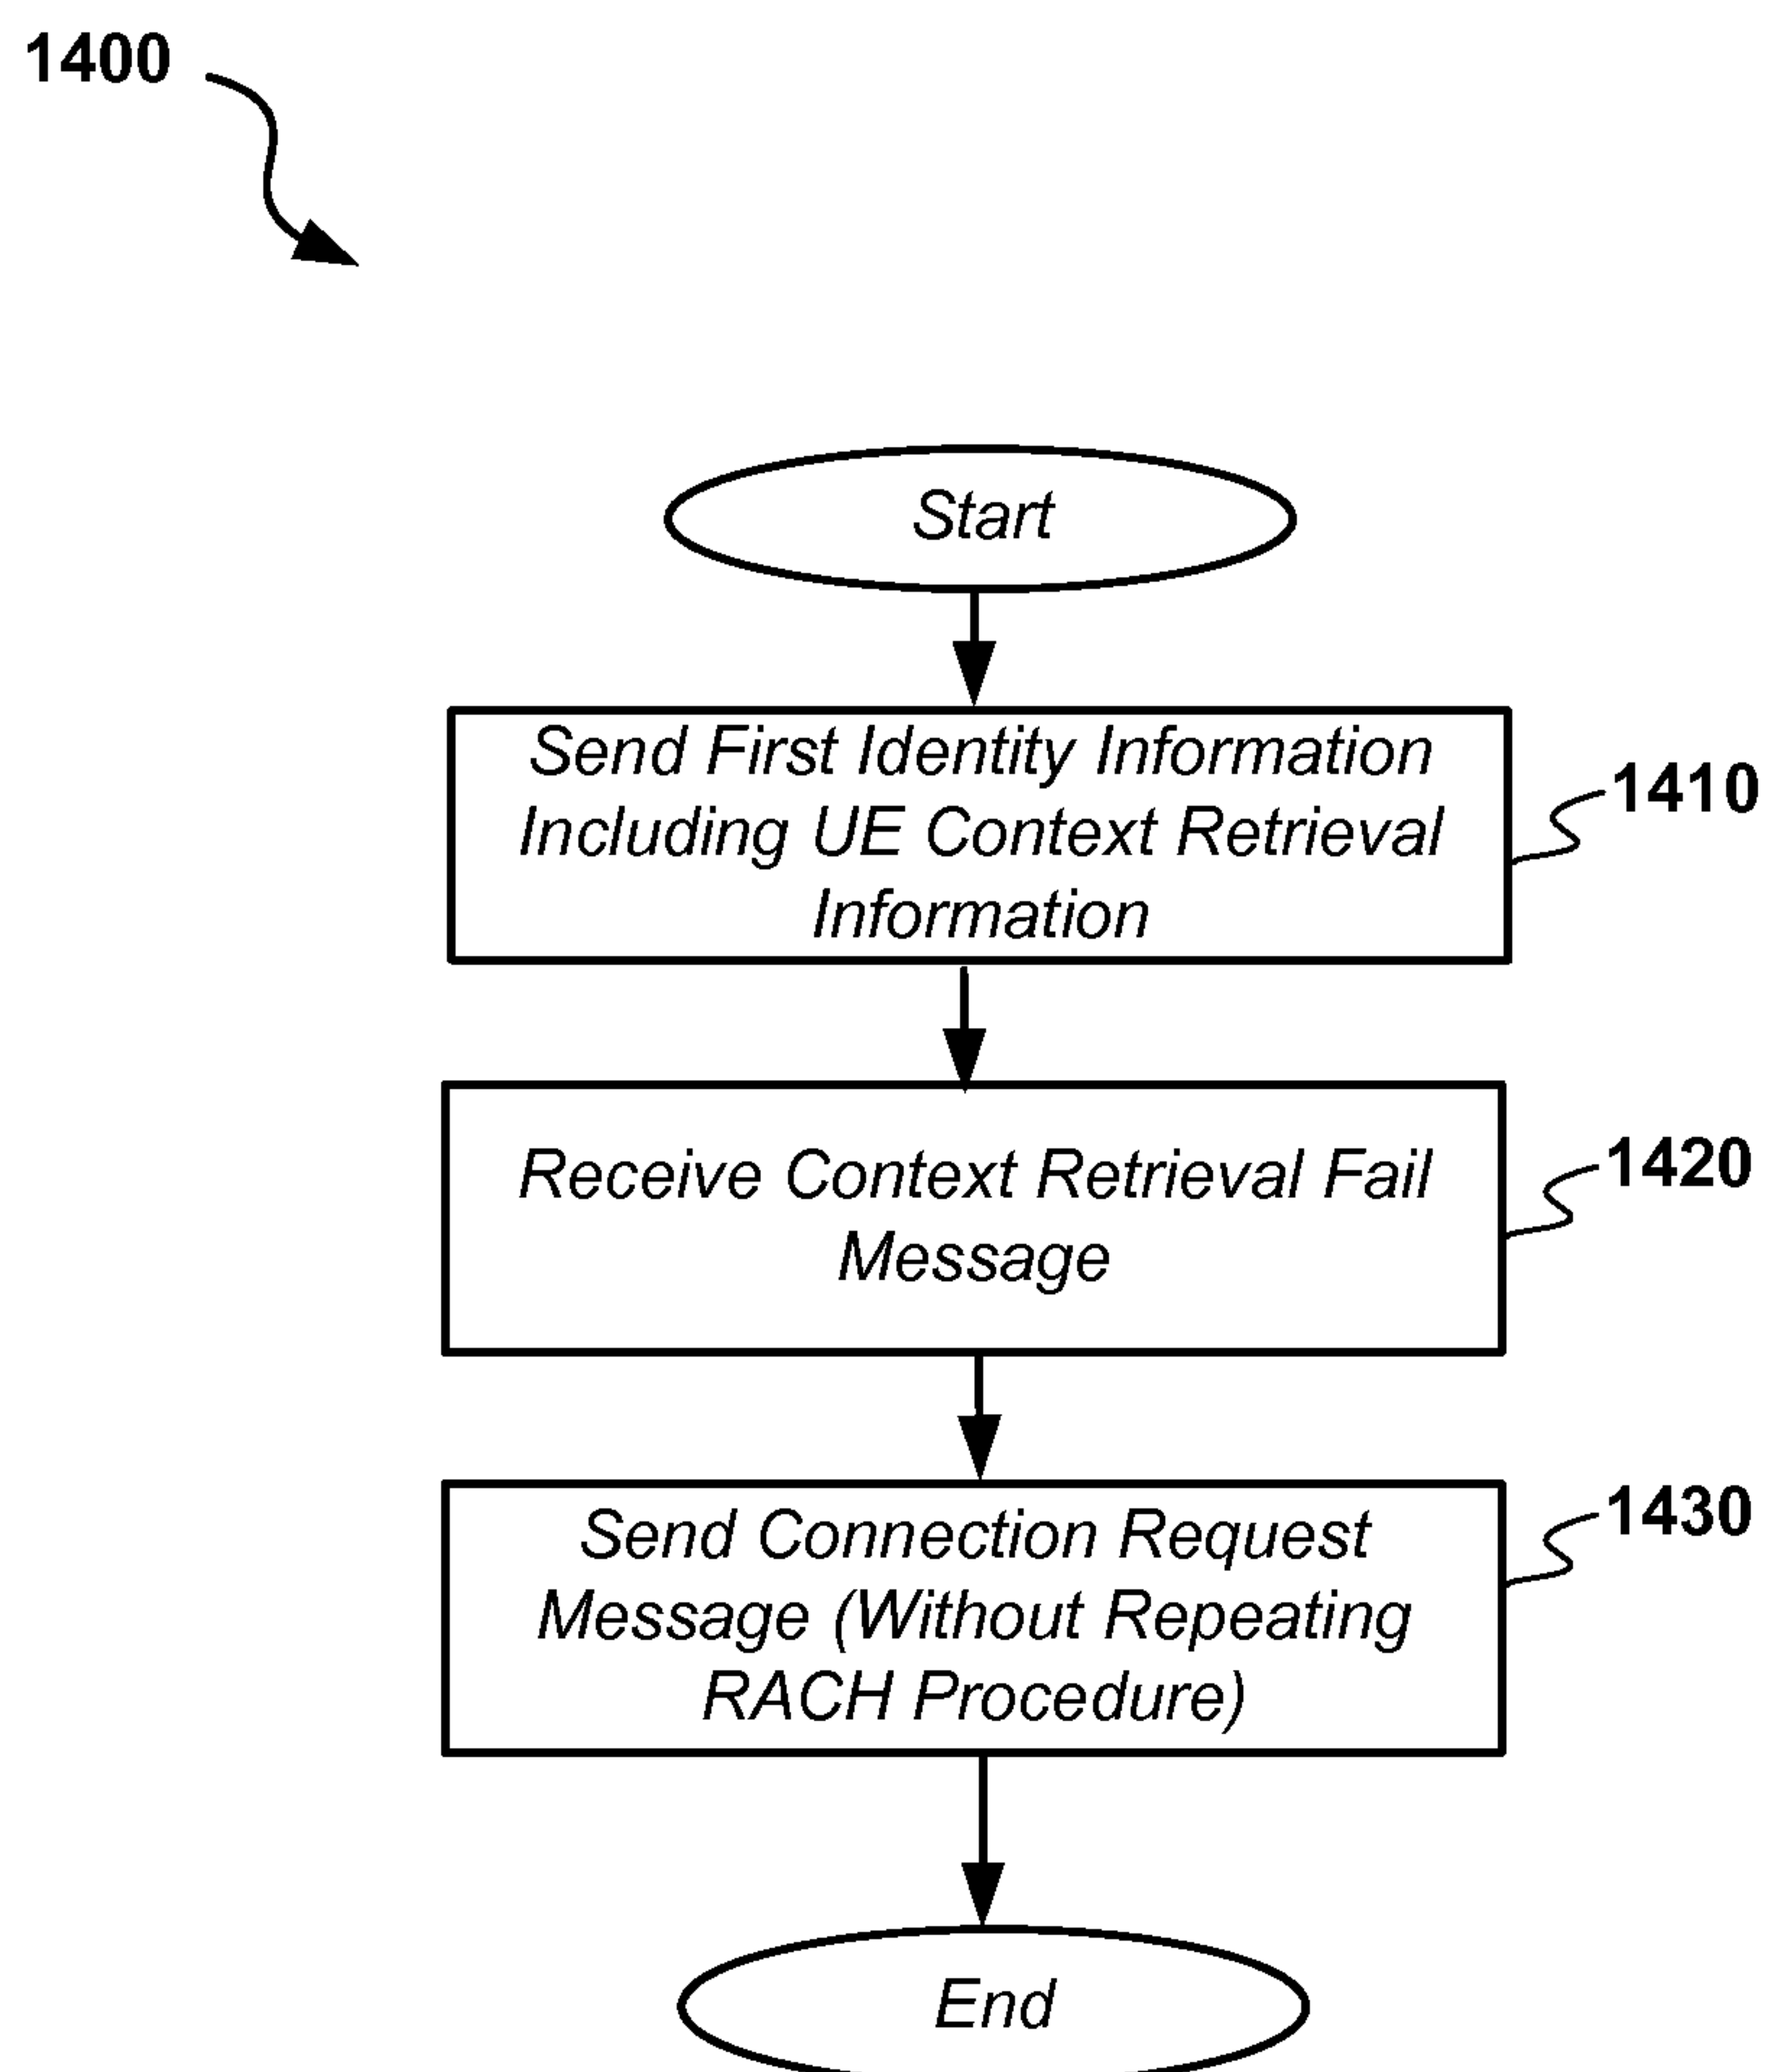 1400
Start
Send First Identity Information
Including UE Context Retrieval
Information
1410
Receive Context Retrieval Fail
Message
1420
Send Connection Request
Message (Without Repeating
RACH Procedure)
1430
End